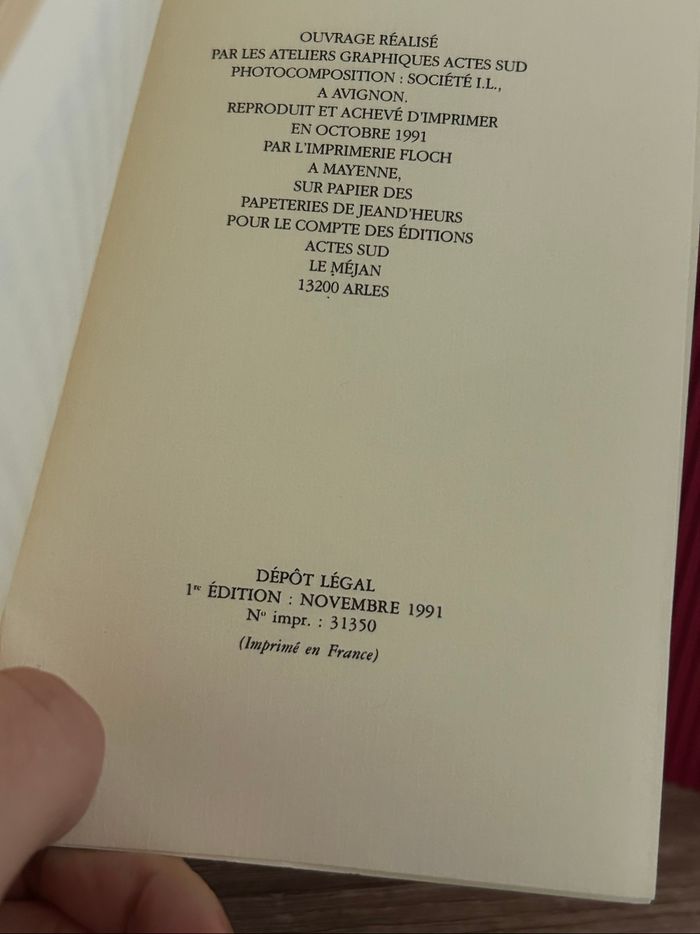 OUVRAGE RÉALISÉ
PAR LES ATELIERS GRAPHIQUES ACTES SUD
PHOTOCOMPOSITION : SOCIÉTÉ I.L.,
A AVIGNON.
REPRODUIT ET ACHEVÉ D'IMPRIMER
EN OCTOBRE 1991
PAR L'IMPRIMERIE FLOCH
A MAYENNE,
SUR PAPIER DES
PAPETERIES DE JEAND'HEURS
POUR LE COMPTE DES ÉDITIONS
ACTES SUD
LE MÉJAN
13200 ARLES
DÉPÔT LÉGAL
1re ÉDITION : NOVEMBRE 1991
No impr. : 31350
(Imprimé en France)